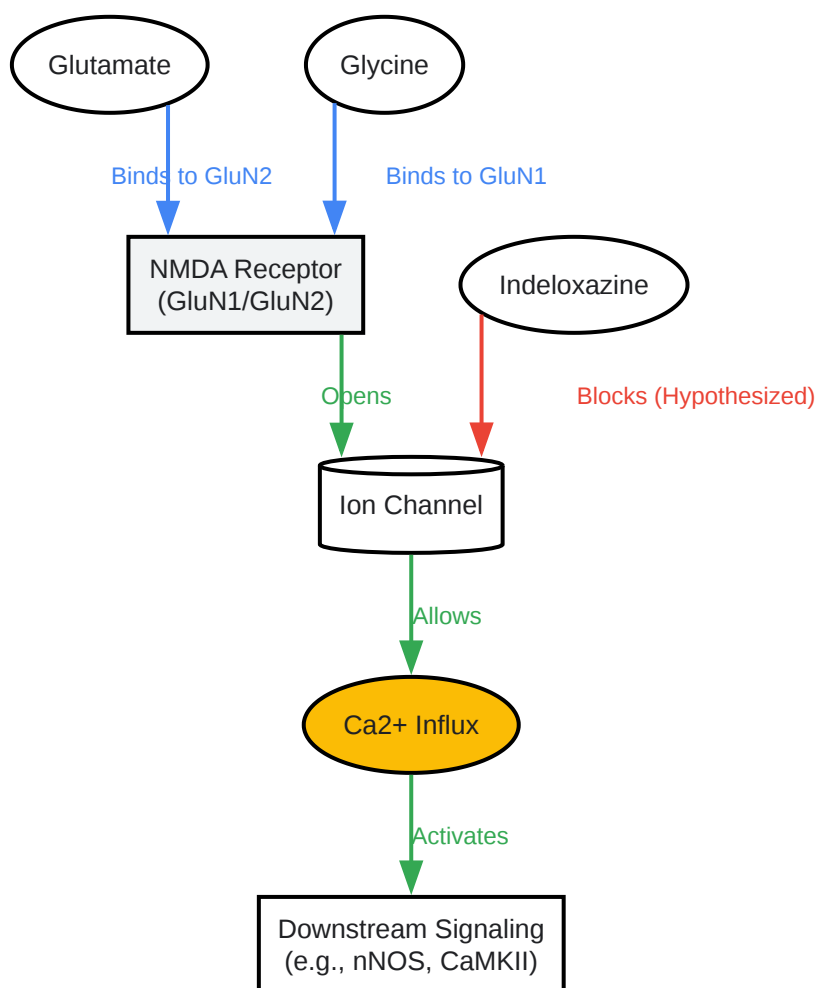 Glutamate
Glycine
Binds to GluN2
Binds to GluN1
NMDA Receptor
(GluN1/GluN2)
Indeloxazine
Opens
Blocks (Hypothesized)
Ion Channel
Allows
Ca2+ Influx
Activates
Downstream Signaling
(e.g., nNOS, CaMKII)